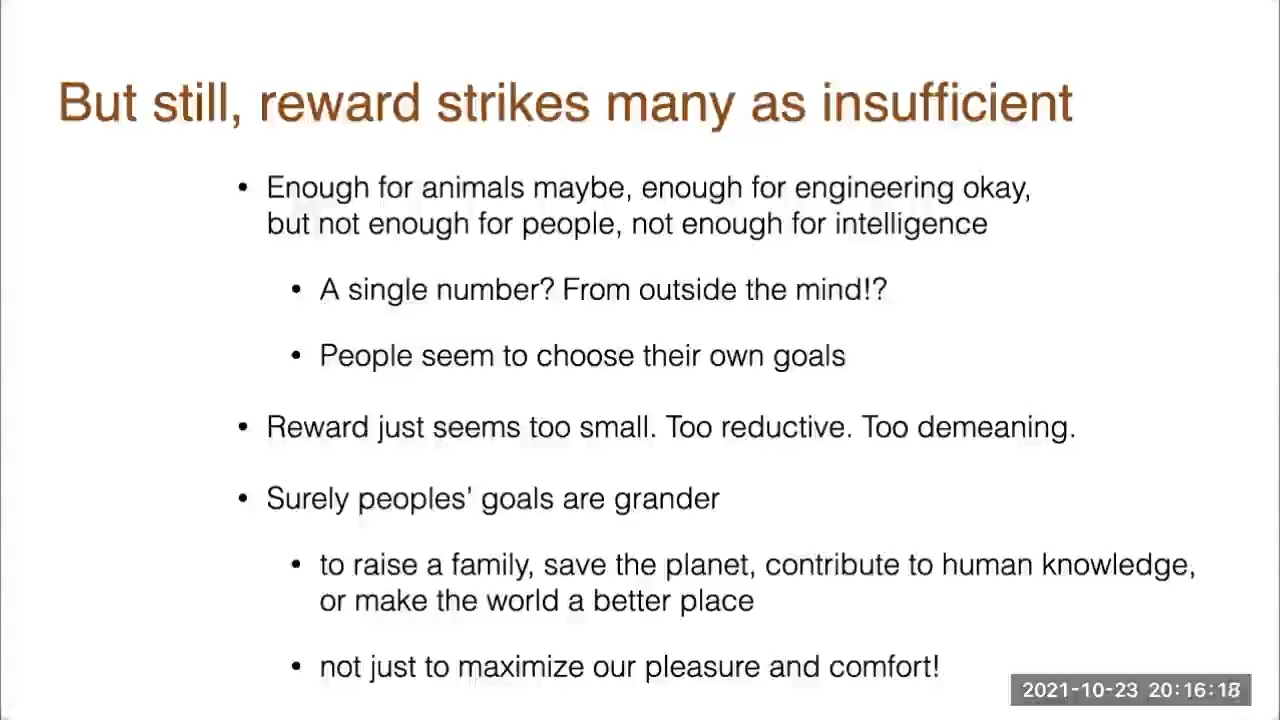 But still, reward strikes many as insufficient
• Enough for animals maybe, enough for engineering okay,
but not enough for people, not enough for intelligence
• A single number? From outside the mind!?
• People seem to choose their own goals
• Reward just seems too small. Too reductive. Too demeaning.
• Surely peoples’ goals are grander
• to raise a family, save the planet, contribute to human knowledge,
or make the world a better place
• not just to maximize our pleasure and comfort!
2021-10-23 20:16:18